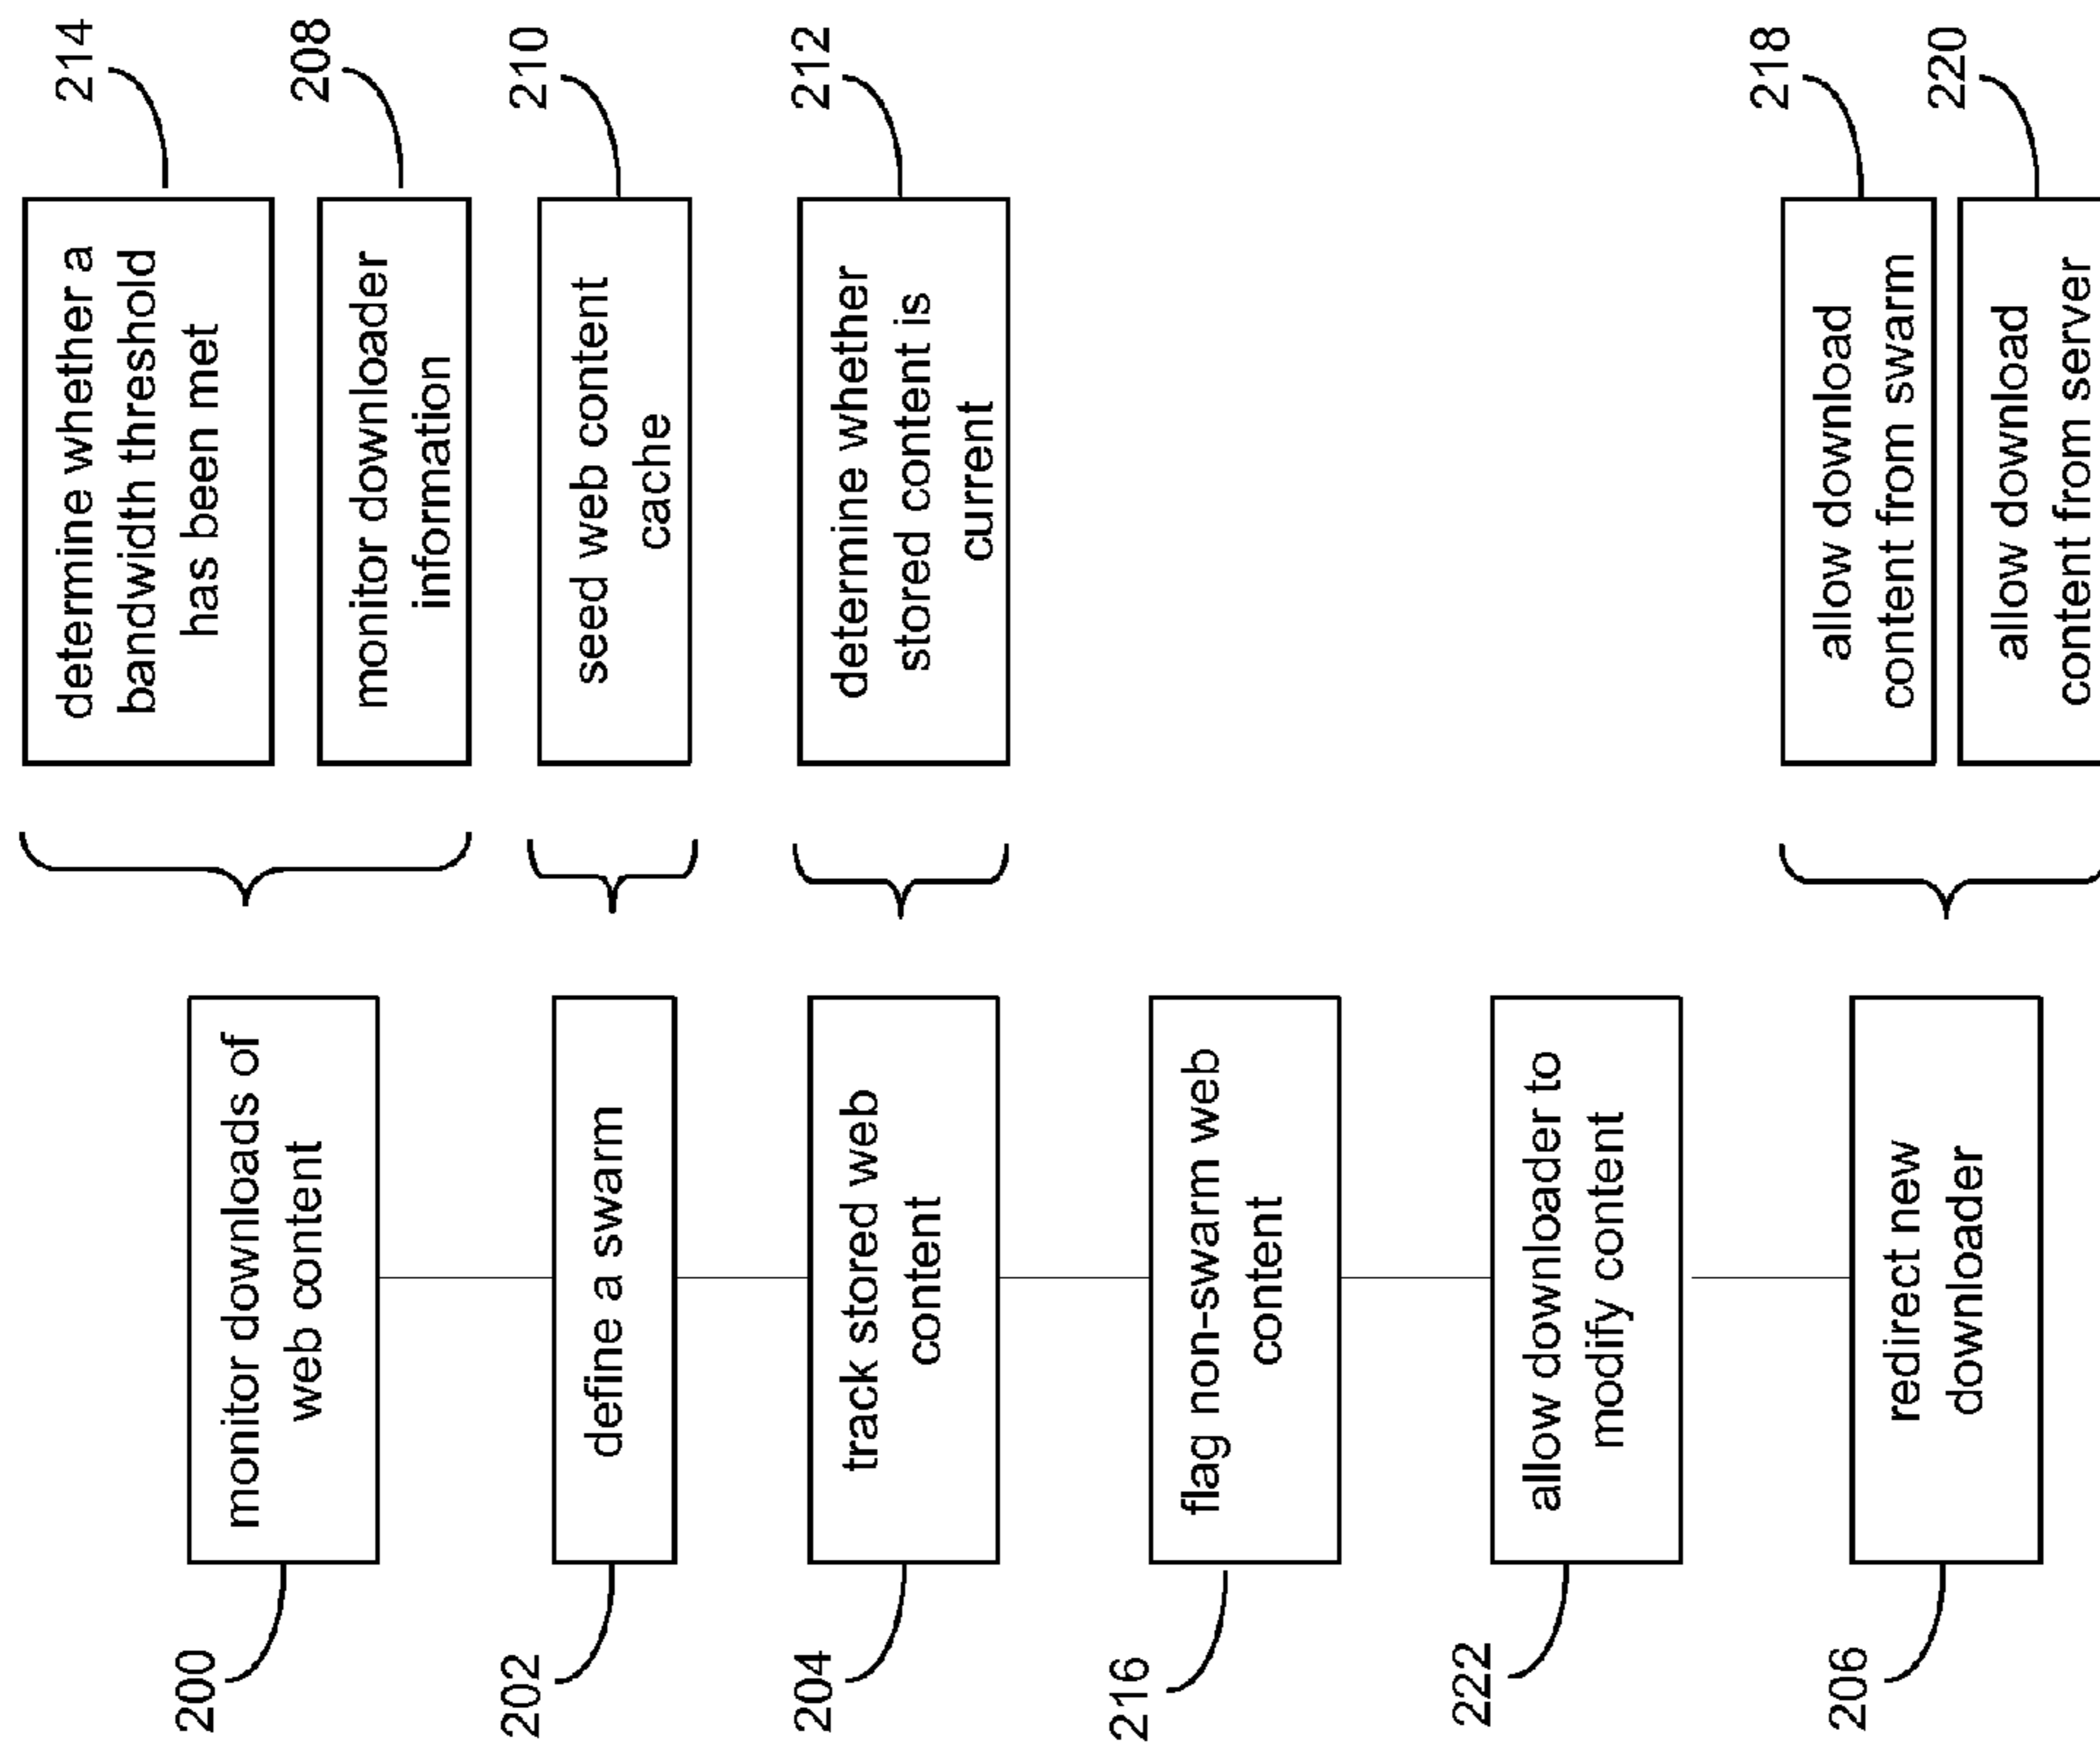 200
monitor downloads of
web content
determine whether a
bandwidth threshold
has been met
214
monitor downloader
information
208
202
define a swarm
seed web content
cache
210
204
track stored web
content
determine whether
stored content is
current
212
216
flag non-swarm web
content
222
allow downloader to
modify content
206
redirect new
downloader
allow download
content from swarm
218
allow download
content from server
220